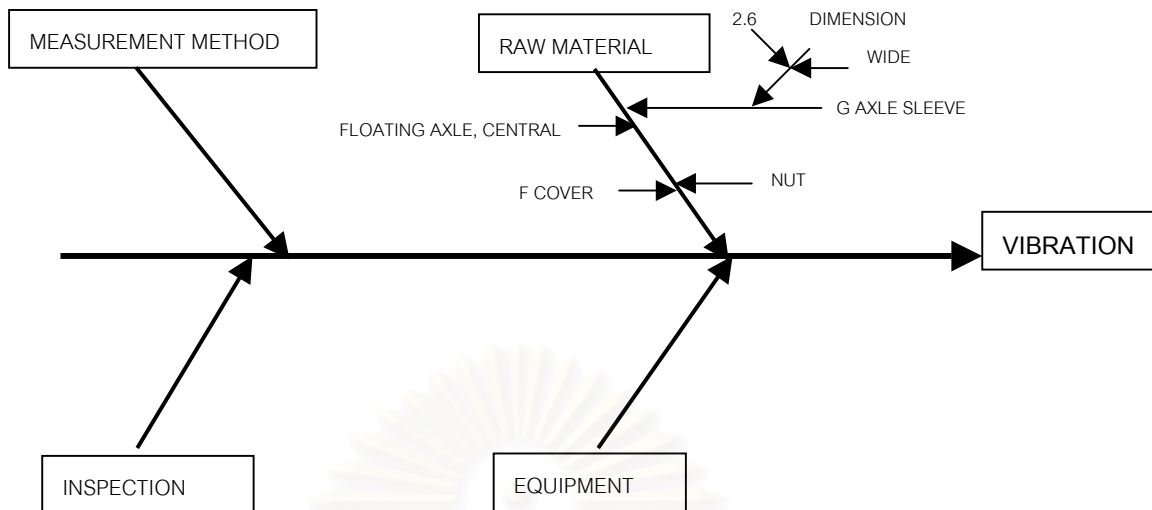 2.6 DIMENSION
MEASUREMENT METHOD
RAW MATERIAL
WIDE
G AXLE SLEEVE
FLOATING AXLE, CENTRAL
NUT
F COVER
VIBRATION
INSPECTION
EQUIPMENT